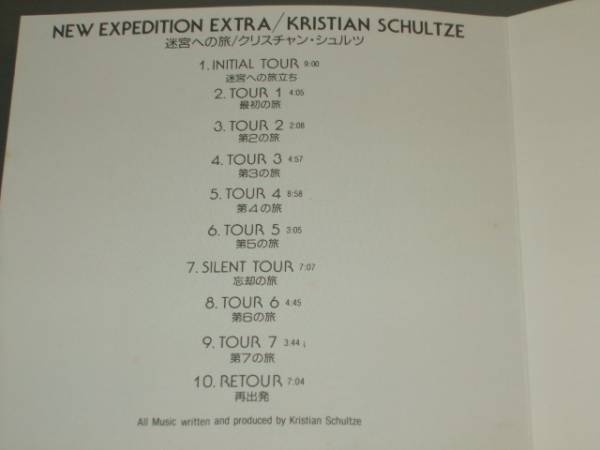 NEW EXPEDITION EXTRA/KRISTIAN SCHULTZE
迷宮への旅/クリスチャン・シュルツ
1. INITIAL TOUR 9:00
迷宮への旅立ち
2. TOUR 1 4:05
最初の旅
3. TOUR 2 2:08
第2の旅
4. TOUR 3 4:57
第3の旅
5. TOUR 4 8:58
第4の旅
6. TOUR 5 3:05
第5の旅
7. SILENT TOUR 7:07
忘却の旅
8. TOUR 6 4:45
第6の旅
9. TOUR 7 3:44
第7の旅
10. RETOUR 7:04
再出発
All Music written and produced by Kristian Schultze